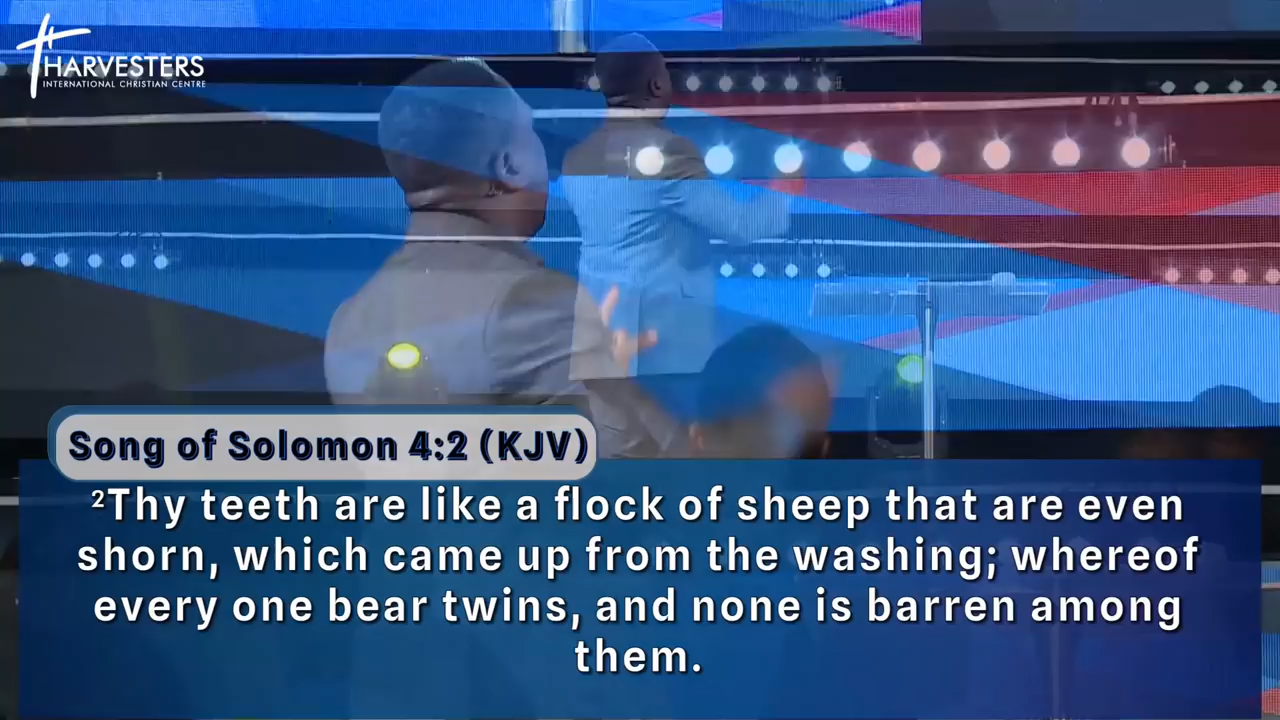 HARVESTERS
INTERNATIONAL CHRISTIAN CENTRE
Song of Solomon 4:2 (KJV)
²Thy teeth are like a flock of sheep that are even
shorn, which came up from the washing; whereof
every one bear twins, and none is barren among
them.